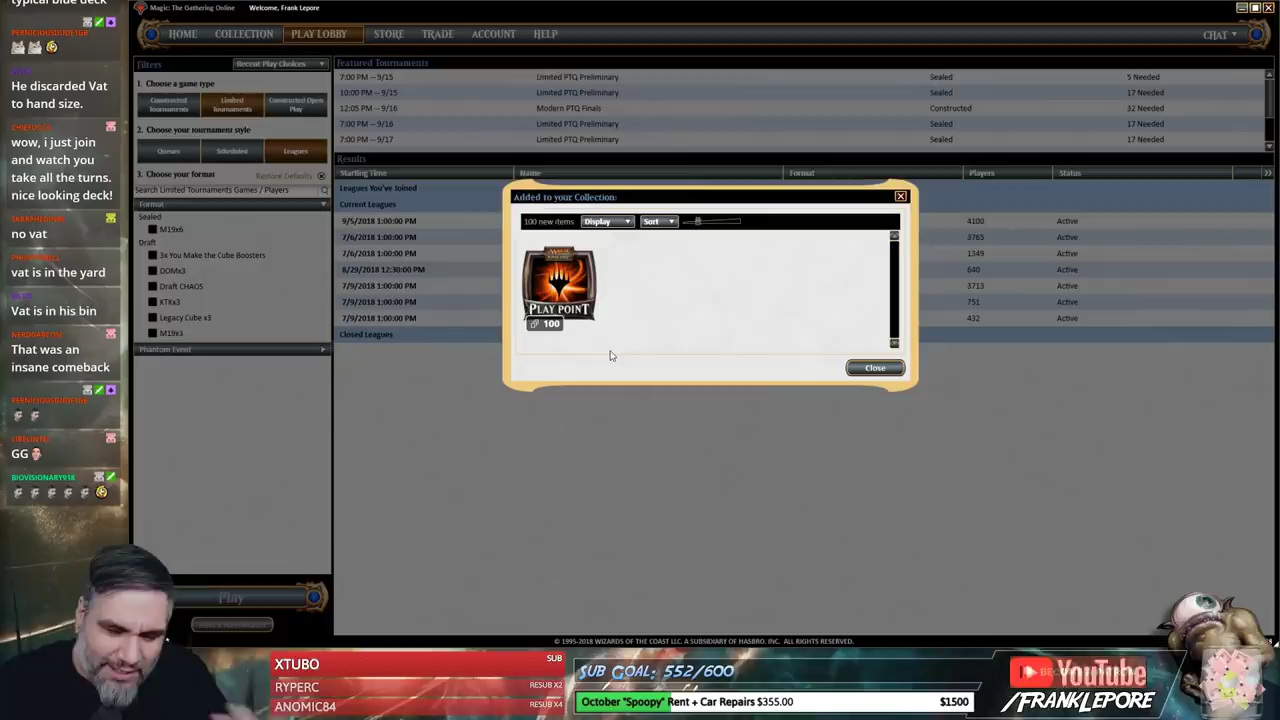 typical blue deck
PERNICIOUSDUDE1GB
He discarded Vat
to hand size.
wow, i just join
and watch you
take all the turns.
nice looking deck!
no vat
vat is in the yard
Vat is in his bin
That was an
insane comeback
PERNICIOUSDUDE1GB
GG
BIOVISIONARY918
Magic: The Gathering Online
Welcome, Frank Lepore
HOME
COLLECTION
PLAY LOBBY
STORE
TRADE
ACCOUNT
HELP
CHAT
Filters
Recent Play Choices
1. Choose a game type
Constructed Tournaments
Limited Tournaments
Constructed Open Play
2. Choose your tournament style
Queues
Scheduled
Leagues
3. Choose your format
Restore Defaults
Search Limited Tournaments Games / Players
Format
Sealed
M19x6
Draft
3x You Make the Cube Boosters
DOMx3
Draft CHAOS
KTKx3
Legacy Cube x3
M19x3
Phantom Event
Play
Featured Tournaments
7:00 PM -- 9/15 Limited PTQ Preliminary Sealed 5 Needed
10:00 PM -- 9/15 Limited PTQ Preliminary Sealed 17 Needed
12:05 PM -- 9/16 Modern PTQ Finals Constructed 32 Needed
7:00 PM -- 9/16 Limited PTQ Preliminary Sealed 17 Needed
7:00 PM -- 9/17 Limited PTQ Preliminary Sealed 17 Needed
Results
Starting Time Name Format Players Status
Leagues You've Joined
Current Leagues
9/5/2018 1:00:00 PM 4100 Active
7/6/2018 1:00:00 PM 3765 Active
7/6/2018 1:00:00 PM 1349 Active
8/29/2018 12:30:00 PM 640 Active
7/9/2018 1:00:00 PM 3713 Active
7/9/2018 1:00:00 PM 751 Active
7/9/2018 1:00:00 PM 432 Active
Closed Leagues
Added to your Collection:
100 new items
Display
Sort
PLAY POINT
100
Close
© 1995-2018 WIZARDS OF THE COAST LLC. A SUBSIDIARY OF HASBRO, INC. ALL RIGHTS RESERVED.
XTUBO SUB
RYPERC RESUB X2
ANOMIC84 RESUB X4
SUB GOAL: 552/600
October "Spoopy" Rent + Car Repairs $355.00 $1500
YouTube
/FRANKLEPORE